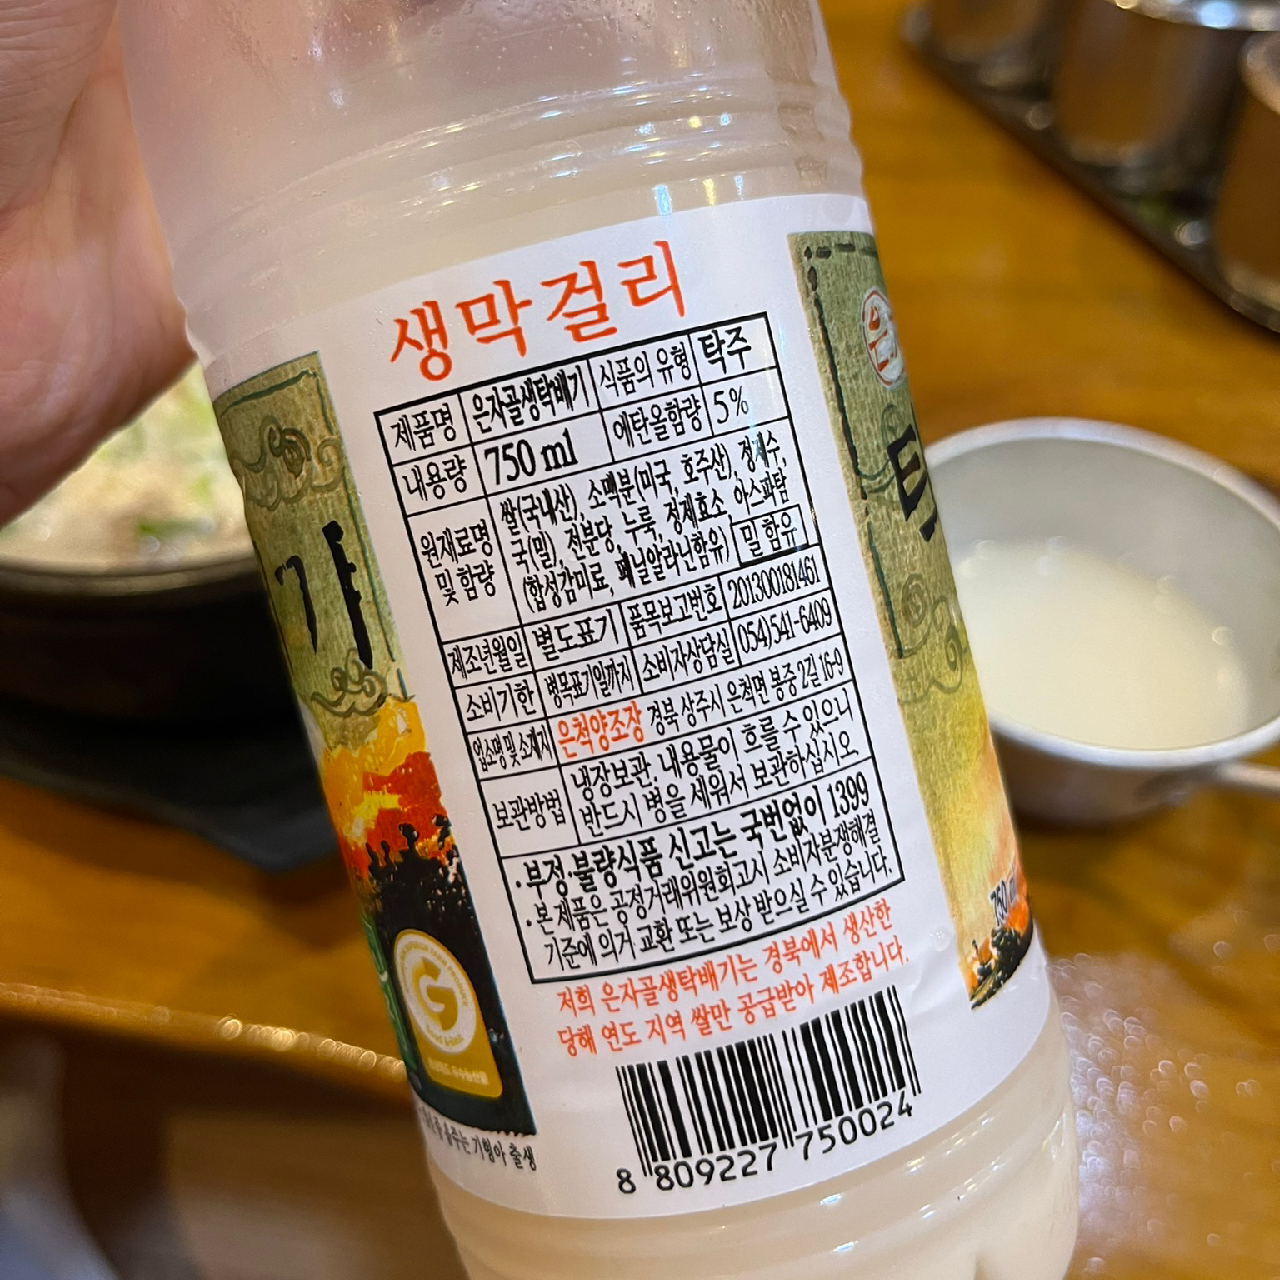 생막걸리
제품명 은자골생탁배기 식품의 유형 탁주
내용량 750 ml 에탄올함량 5%
원재료명 및 함량
쌀(국내산), 소맥분(미국, 호주산), 정제수,
국(밀), 전분당, 누룩, 정제효소 아스파탐
(합성감미료, 페닐알라닌함유) 밀 함유
제조년월일 별도표기 품목보고번호 201300181461
소비기한 병목표기일까지 소비자상담실 (054)541-6409
업소명 및 소재지 은척양조장 경북 상주시 은척면 봉중2길 16-9
보관방법
냉장보관, 내용물이 흐를 수 있으니
반드시 병을 세워서 보관하십시오
·부정·불량식품 신고는 국번없이 1399
·본 제품은 공정거래위원회고시 소비자분쟁해결
기준에 의거 교환 또는 보상 받으실 수 있습니다.
저희 은자골생탁배기는 경북에서 생산한
당해 연도 지역 쌀만 공급받아 제조합니다.
8 809227 750024
기
탁
750 ml
음주는 기형아 출생